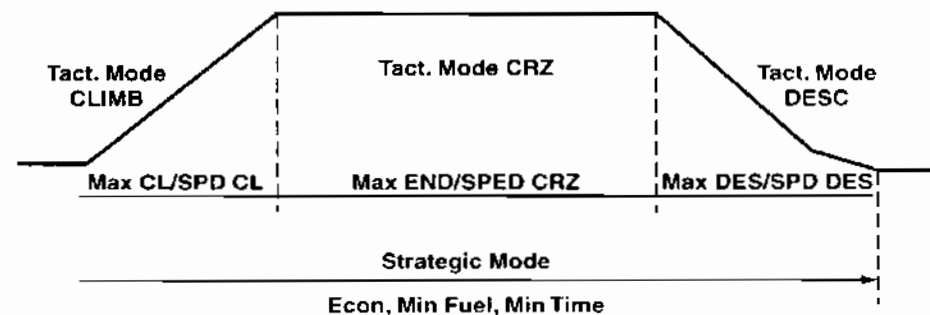 Tact. Mode
CLIMB
Tact. Mode CRZ
Tact. Mode
DESC
Max CL/SPD CL
Max END/SPED CRZ
Max DES/SPD DES
Strategic Mode
Econ, Min Fuel, Min Time